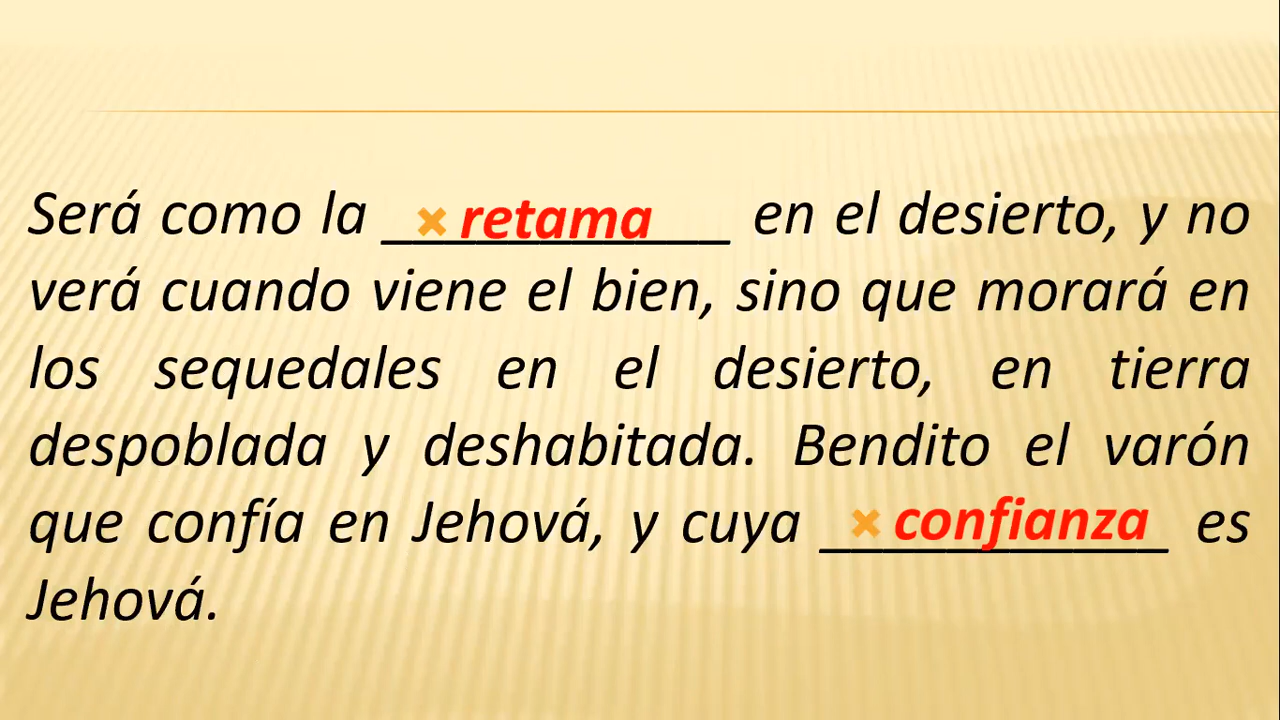 Será como la × retama en el desierto, y no
verá cuando viene el bien, sino que morará en
los sequedales en el desierto, en tierra
despoblada y deshabitada. Bendito el varón
que confía en Jehová, y cuya × confianza es
Jehová.